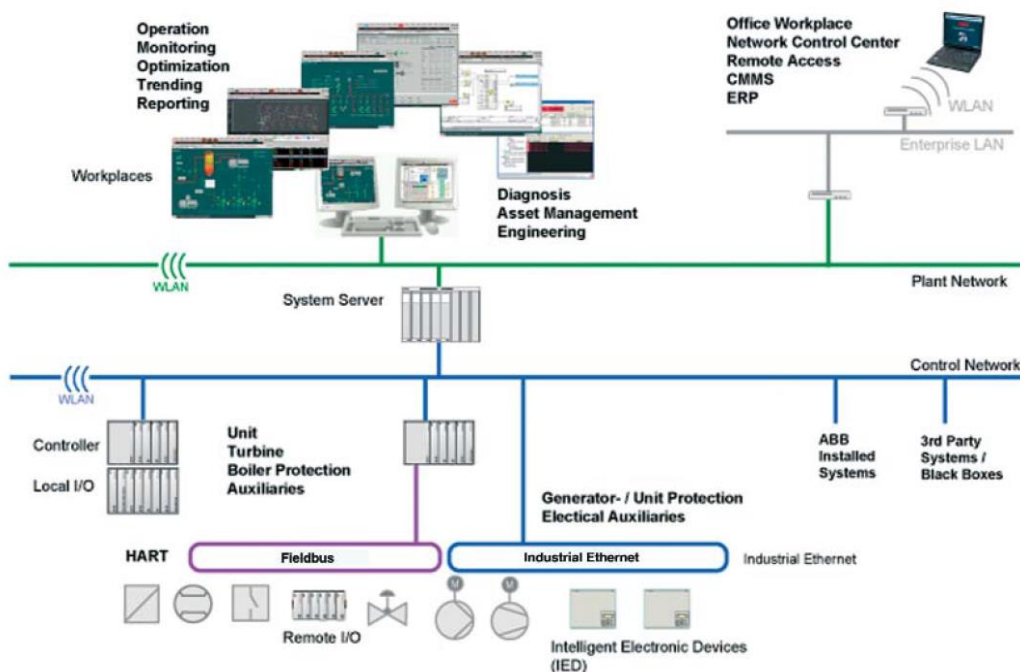 Operation
Monitoring
Optimization
Trending
Reporting
Office Workplace
Network Control Center
Remote Access
CMMS
ERP
WLAN
Enterprise LAN
Workplaces
Diagnosis
Asset Management
Engineering
WLAN
Plant Network
System Server
Control Network
WLAN
Controller
Local I/O
Unit
Turbine
Boiler Protection
Auxiliaries
ABB
Installed
Systems
3rd Party
Systems /
Black Boxes
Generator- / Unit Protection
Electical Auxiliaries
HART
Fieldbus
Industrial Ethernet
Industrial Ethernet
M
M
Remote I/O
Intelligent Electronic Devices
(IED)